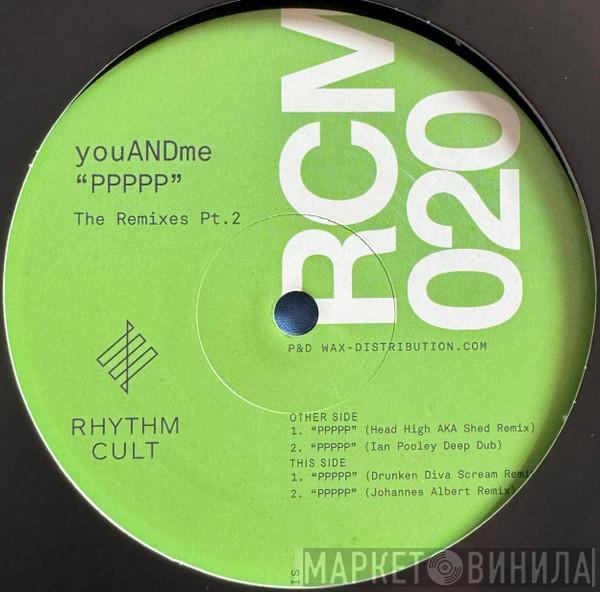 youANDme
“PPPPP”
The Remixes Pt.2
RCM
020
P&D WAX-DISTRIBUTION.COM
RHYTHM
CULT
OTHER SIDE
1. “PPPPP” (Head High AKA Shed Remix)
2. “PPPPP” (Ian Pooley Deep Dub)
THIS SIDE
1. “PPPPP” (Drunken Diva Scream Remi
2. “PPPPP” (Johannes Albert Remix)
МАРКЕТ ВИНИЛА